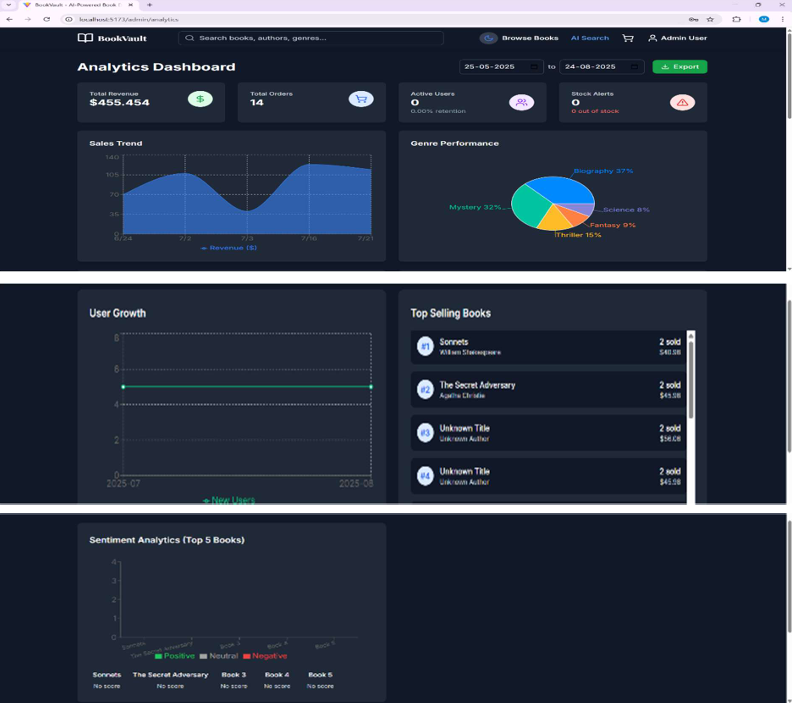 BookVault - AI-Powered Book
localhost:5173/admin/analytics
BookVault
Search books, authors, genres...
Browse Books
AI Search
Admin User
Analytics Dashboard
25-05-2025 to 24-08-2025
Export
Total Revenue
$455.454
Total Orders
14
Active Users
0
0.00% retention
Stock Alerts
0
0 out of stock
Sales Trend
140
105
70
35
0
6/24 7/2 7/3 7/16 7/21
Revenue ($)
Genre Performance
Biography 37%
Mystery 32%
Science 8%
Fantasy 9%
Thriller 15%
User Growth
8
6
4
2
0
2025-07 2025-08
New Users
Top Selling Books
#1 Sonnets 2 sold
William Shakespeare $40.98
#2 The Secret Adversary 2 sold
Agatha Christie $45.98
#3 Unknown Title 2 sold
Unknown Author $56.06
#4 Unknown Title 2 sold
Unknown Author $45.98
Sentiment Analytics (Top 5 Books)
4
3
2
1
0
Sonnets The Secret Adversary Book 3 Book 4 Book 5
Positive Neutral Negative
Sonnets The Secret Adversary Book 3 Book 4 Book 5
No score No score No score No score No score